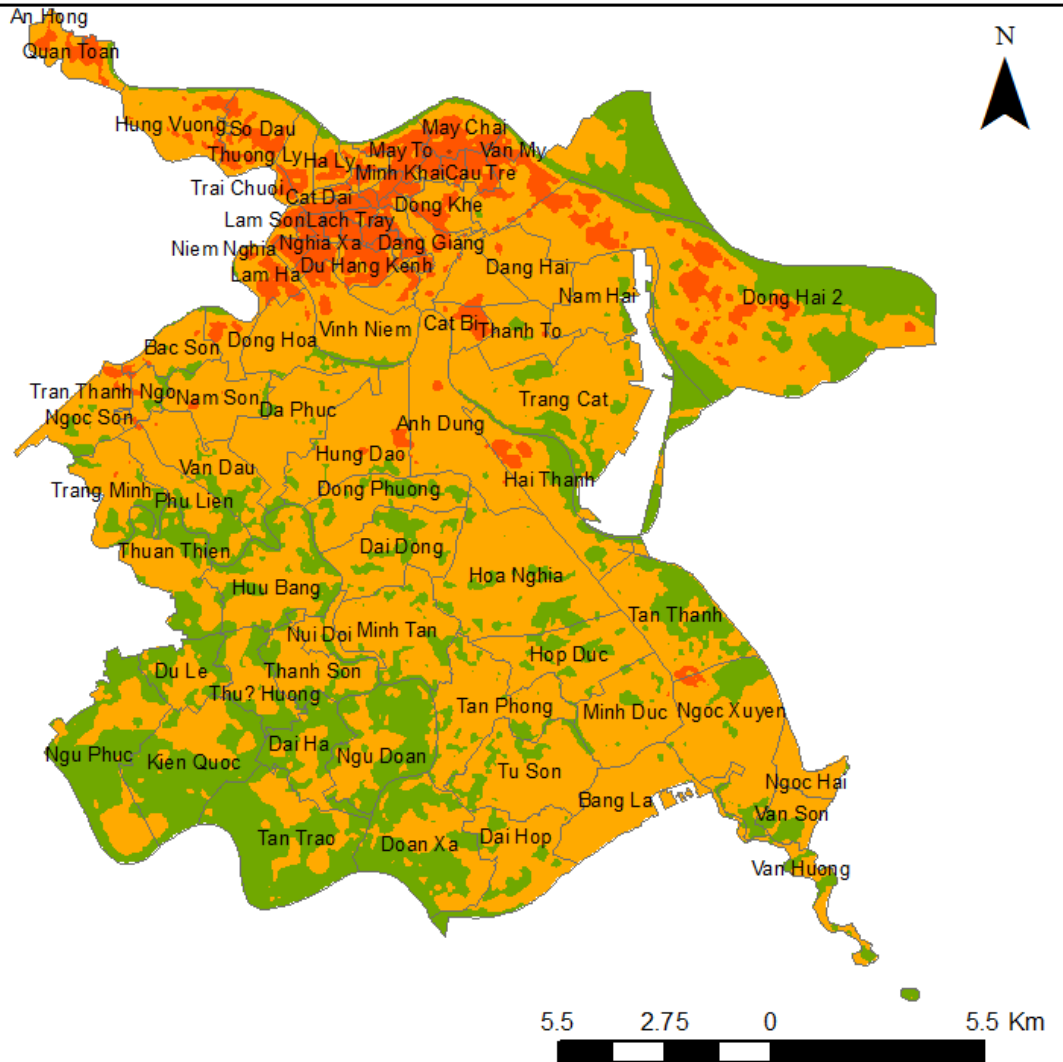 An Hong
N
Quan Toan
Hung Vuong
So Dau
May Chai
Thuong Ly
Ha Ly
May To
Van My
Minh Khai
Cau Tre
Trai Chuoi
Cat Dai
Dong Khe
Lam Son
Lach Tray
Niem Nghia
Nghia Xa
Dang Giang
Lam Ha
Du Hang Kenh
Dang Hai
Nam Hai
Dong Hai 2
Bac Son
Dong Hoa
Vinh Niem
Cat Bi
Thanh To
Tran Thanh Ngo
Nam Son
Da Phuc
Trang Cat
Ngoc Son
Anh Dung
Van Dau
Hung Dao
Hai Thanh
Trang Minh
Phu Lien
Dong Phuong
Thuan Thien
Dai Dong
Huu Bang
Hoa Nghia
Tan Thanh
Nui Doi
Minh Tan
Du Le
Thanh Son
Hop Duc
Thu? Huong
Tan Phong
Minh Duc
Ngoc Xuyen
Ngu Phuc
Kien Quoc
Dai Ha
Ngu Doan
Tu Son
Ngoc Hai
Bang La
Van Son
Tan Trao
Doan Xa
Dai Hop
Van Huong
5.5 2.75 0 5.5 Km